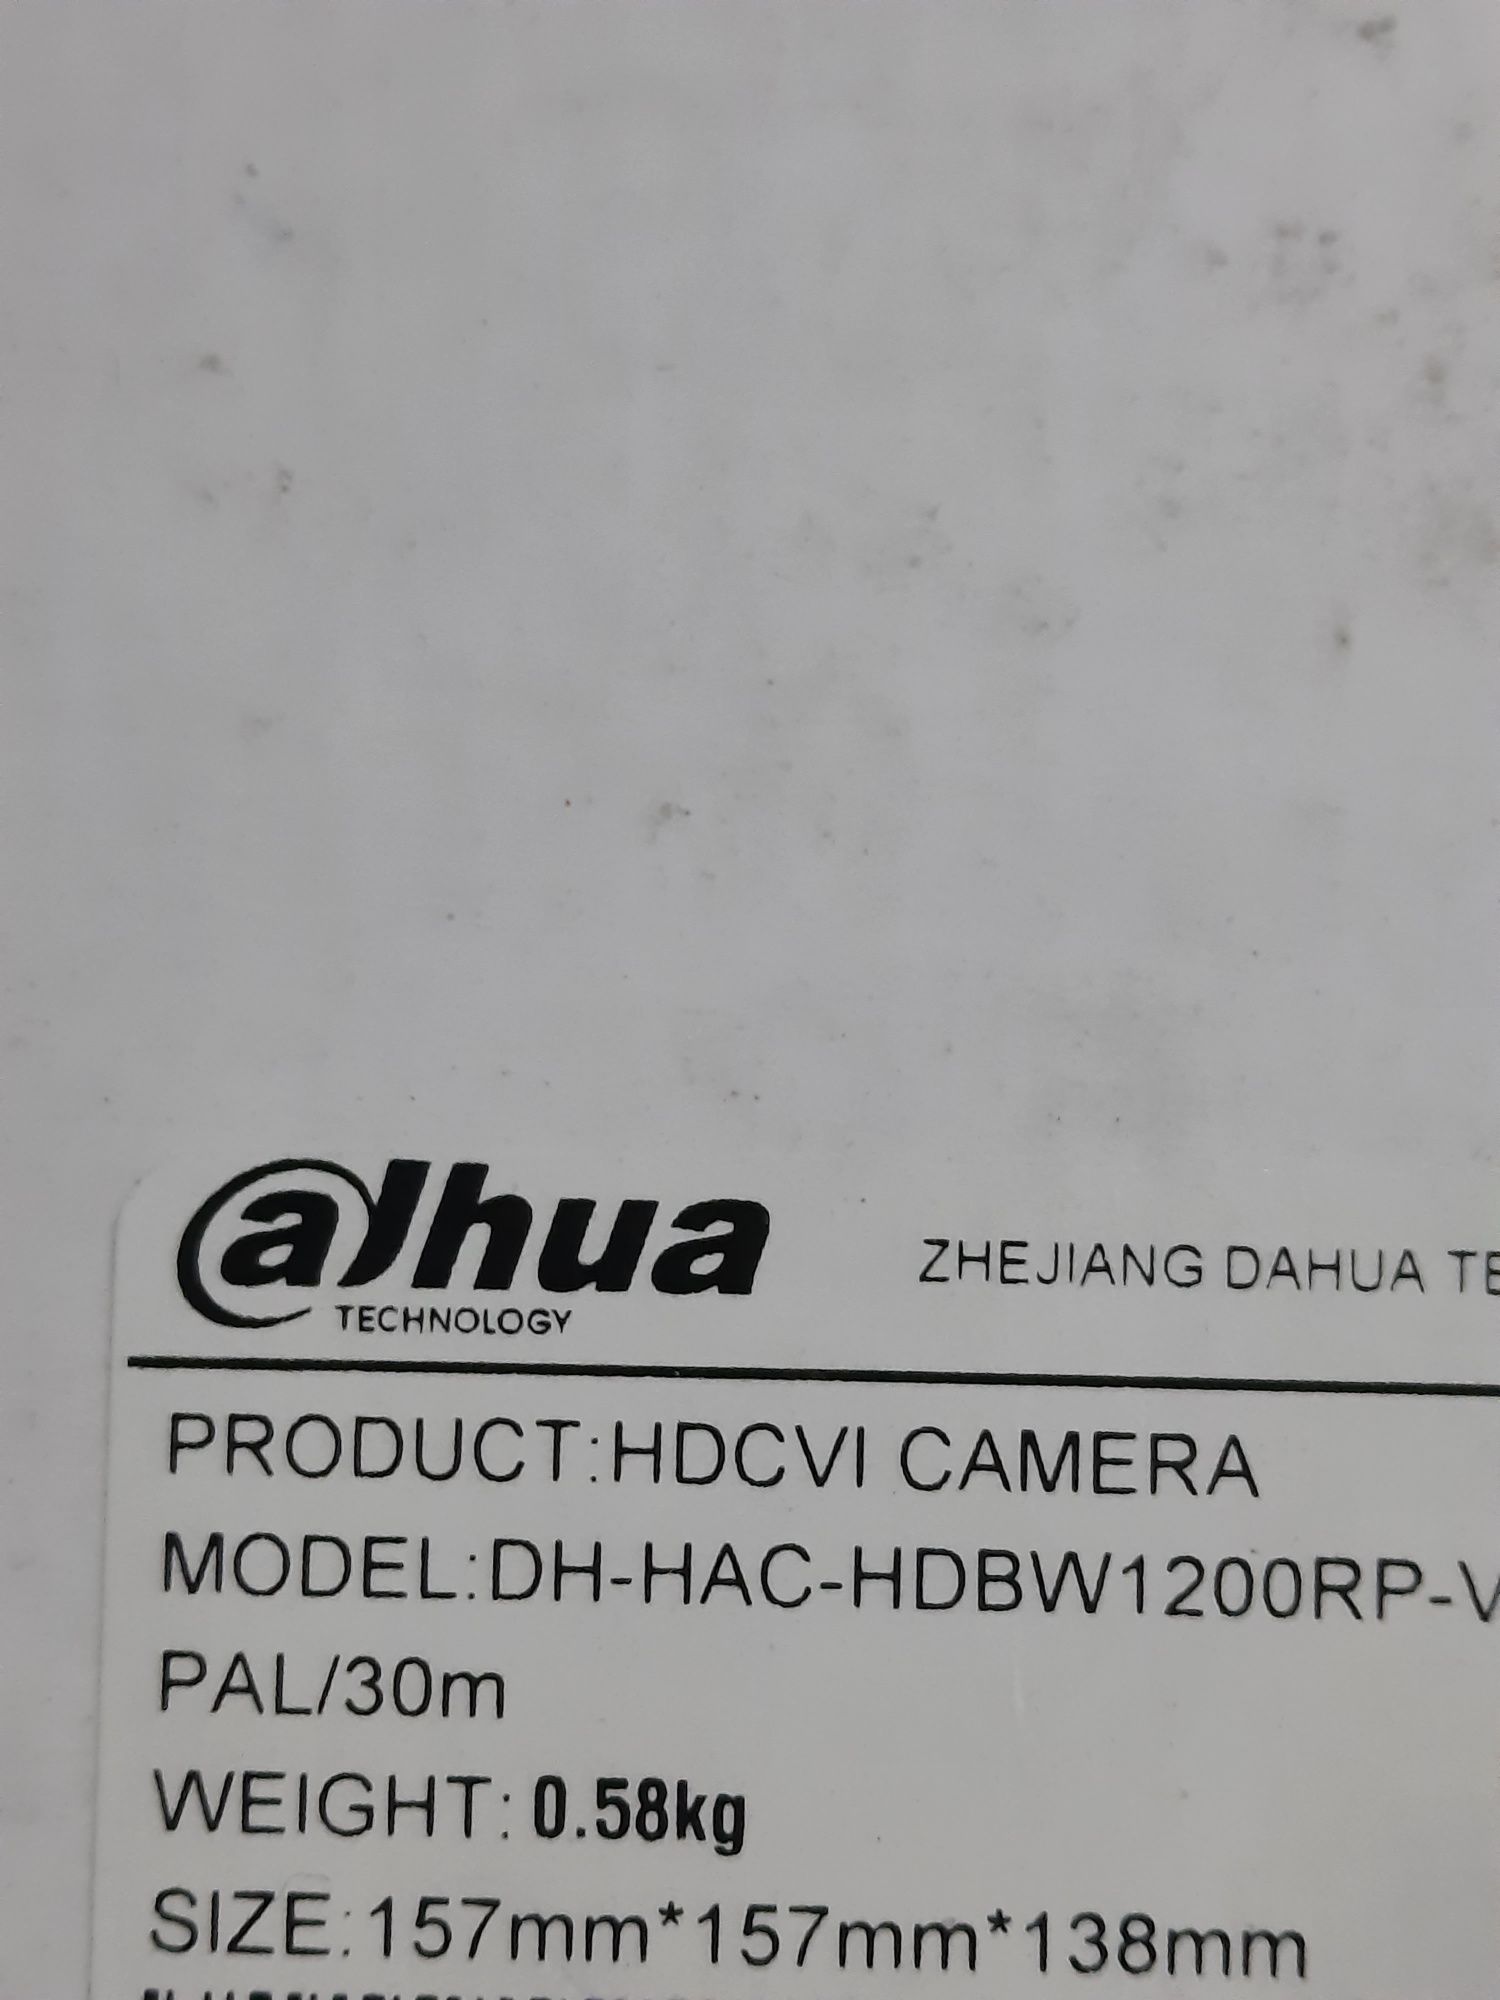 alhua
TECHNOLOGY
ZHEJIANG DAHUA
PRODUCT:HDCVI CAMERA
MODEL:DH-HAC-HDBW1200RP-V
PAL/30m
WEIGHT: 0.58kg
SIZE:157mm*157mm*138mm